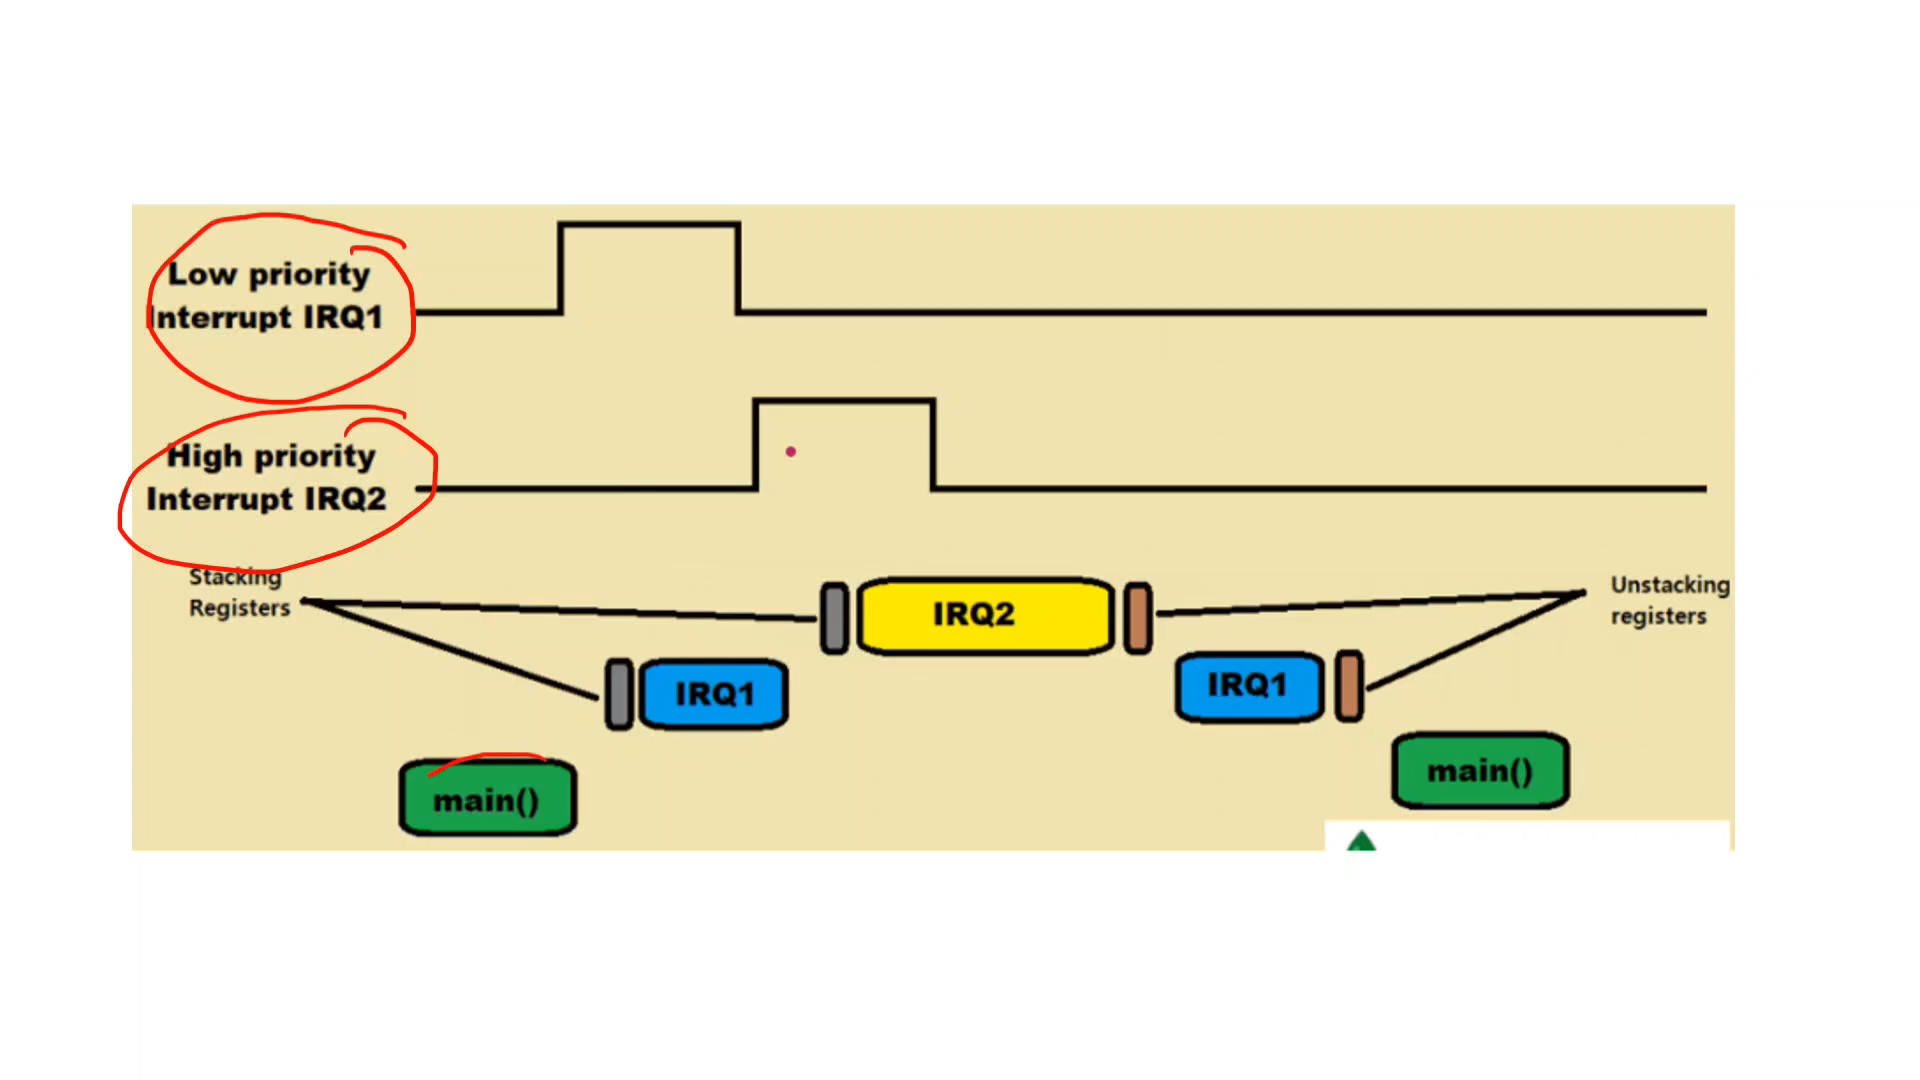 Low priority
Interrupt IRQ1
High priority
Interrupt IRQ2
Stacking
Registers
IRQ2
Unstacking
registers
IRQ1
IRQ1
main()
main()